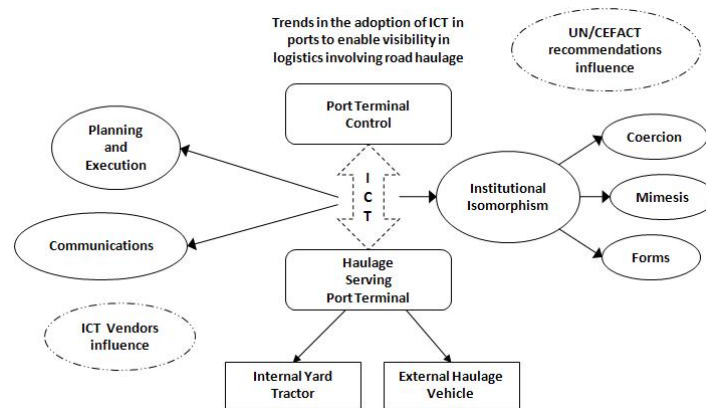 Trends in the adoption of ICT in
ports to enable visibility in
logistics involving road haulage
UN/CEFACT
recommendations
influence
Port Terminal
Control
Planning
and
Execution
Coercion
I
C
T
Institutional
Isomorphism
Mimesis
Communications
Forms
Haulage
Serving
Port Terminal
ICT Vendors
influence
Internal Yard
Tractor
External Haulage
Vehicle